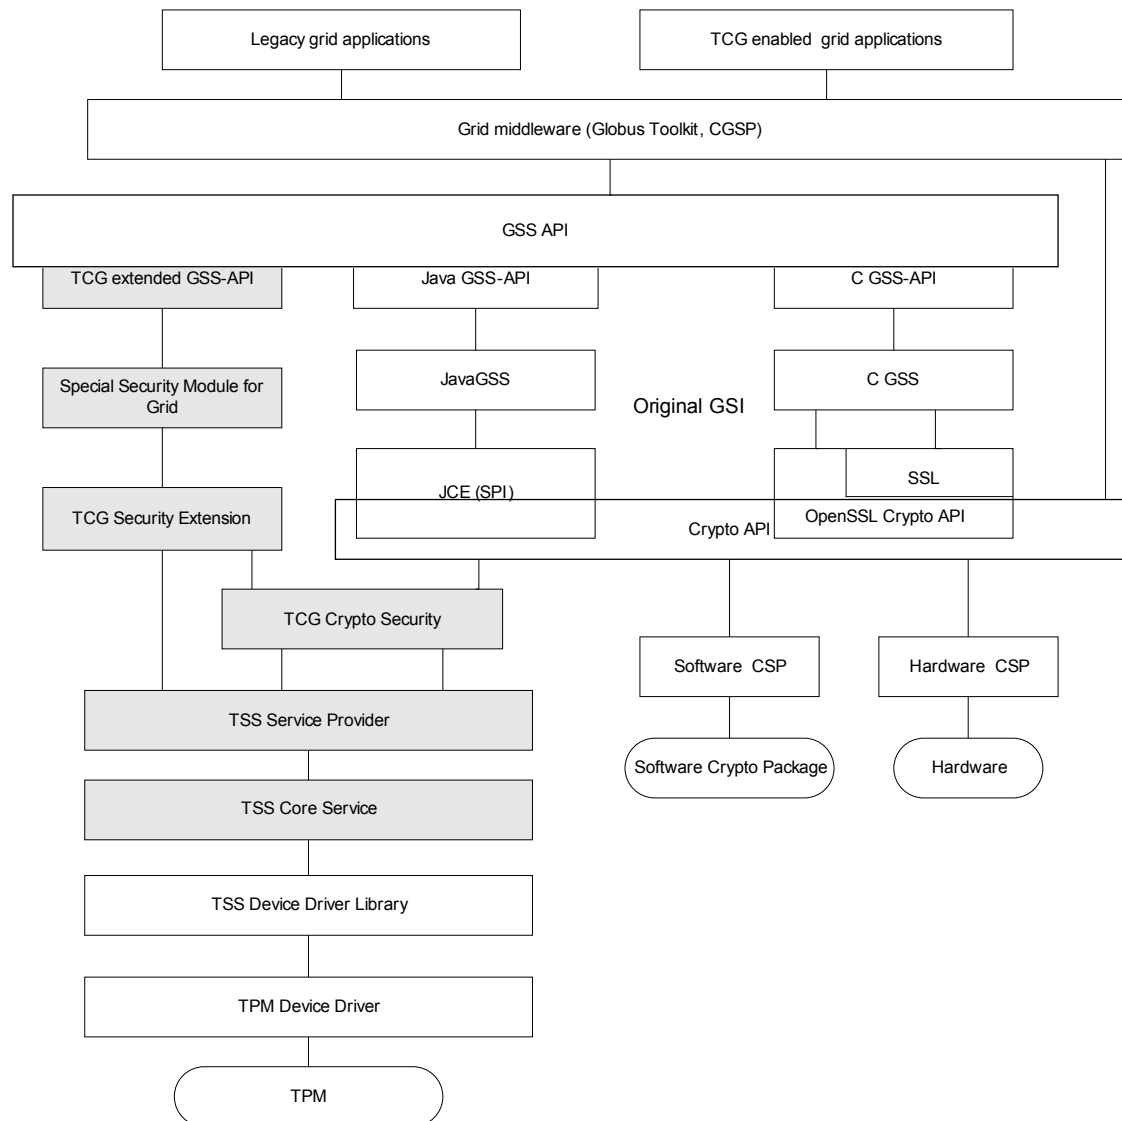 Legacy grid applications
TCG enabled grid applications
Grid middleware (Globus Toolkit, CGSP)
GSS API
TCG extended GSS-API
Java GSS-API
C GSS-API
Special Security Module for
Grid
JavaGSS
C GSS
Original GSI
JCE (SPI)
SSL
TCG Security Extension
OpenSSL Crypto API
Crypto API
TCG Crypto Security
Software CSP
Hardware CSP
TSS Service Provider
Software Crypto Package
Hardware
TSS Core Service
TSS Device Driver Library
TPM Device Driver
TPM